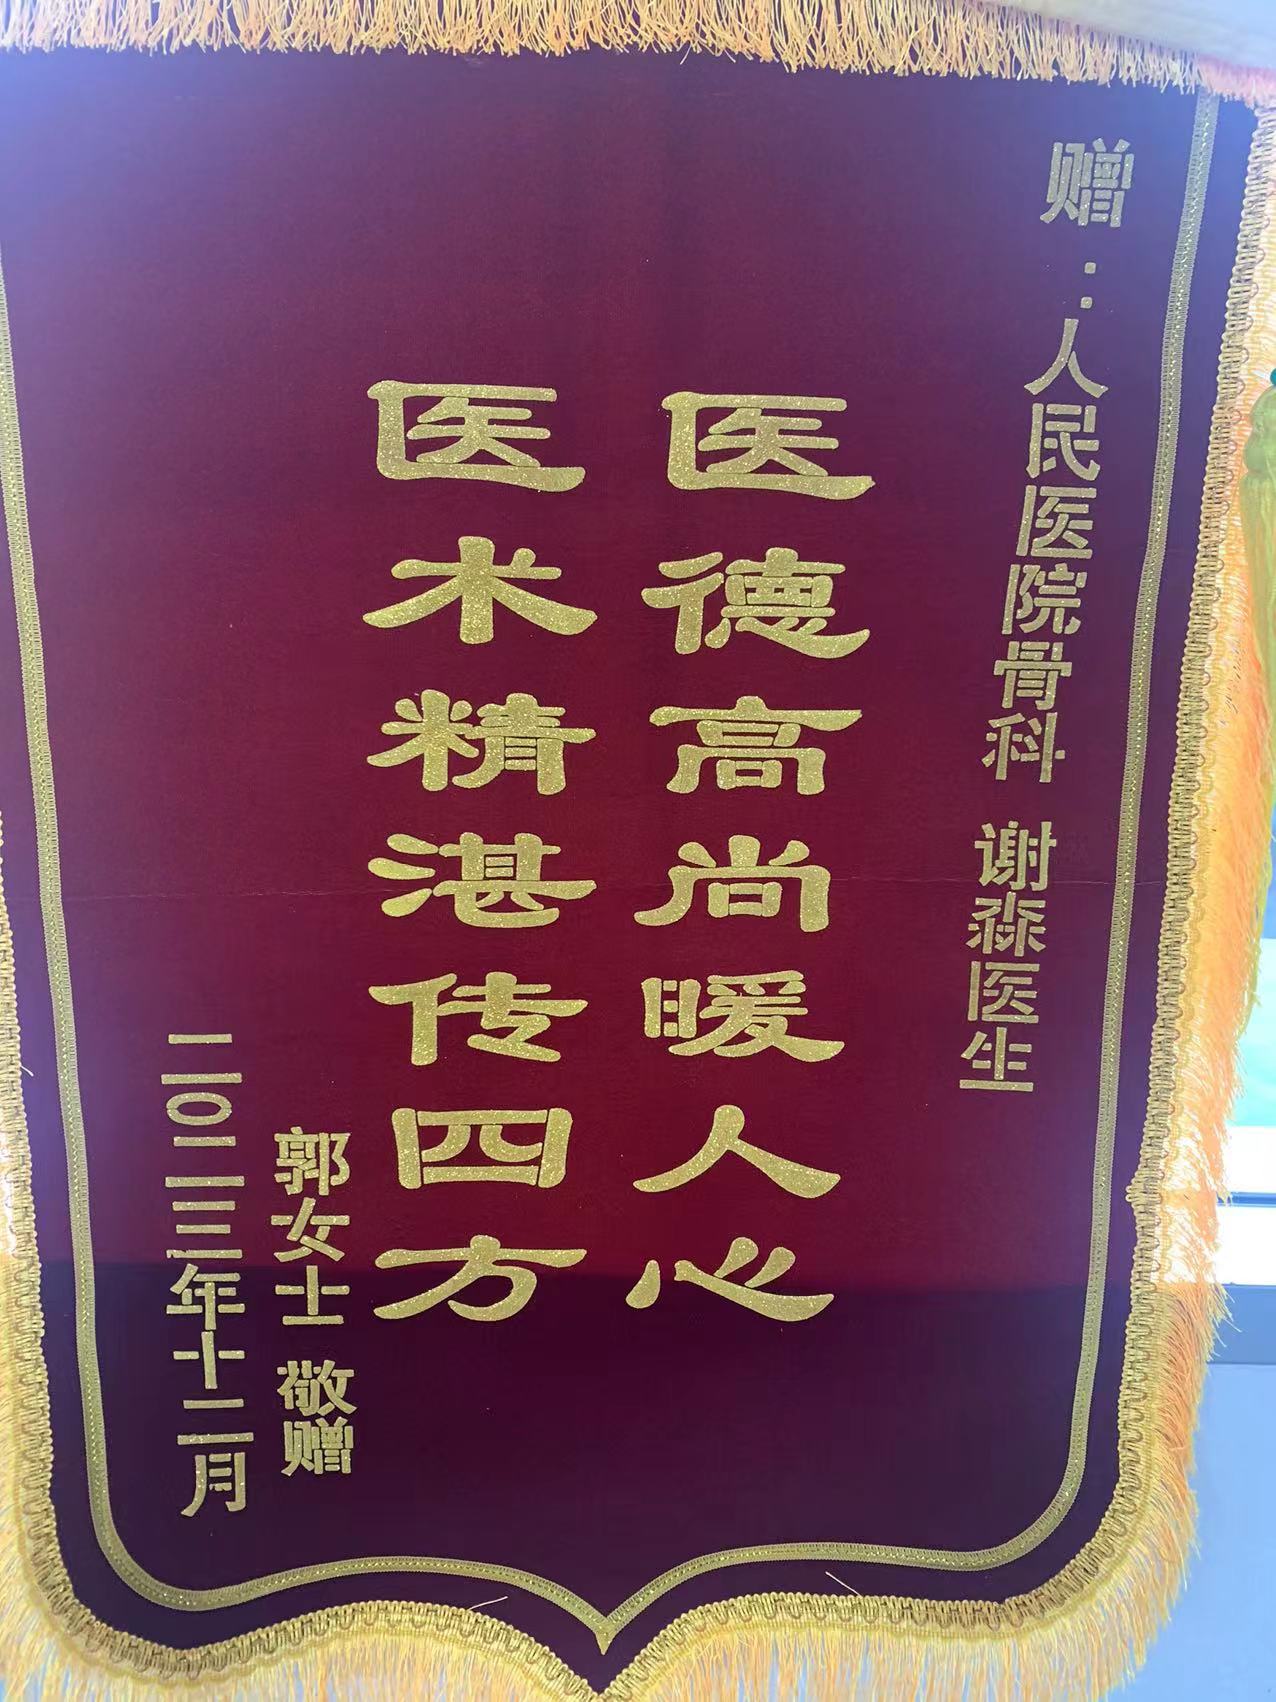 赠：人民医院骨科 谢森医生
医德高尚暖人心
医术精湛传四方
郭女士 敬赠
二〇二三年十二月